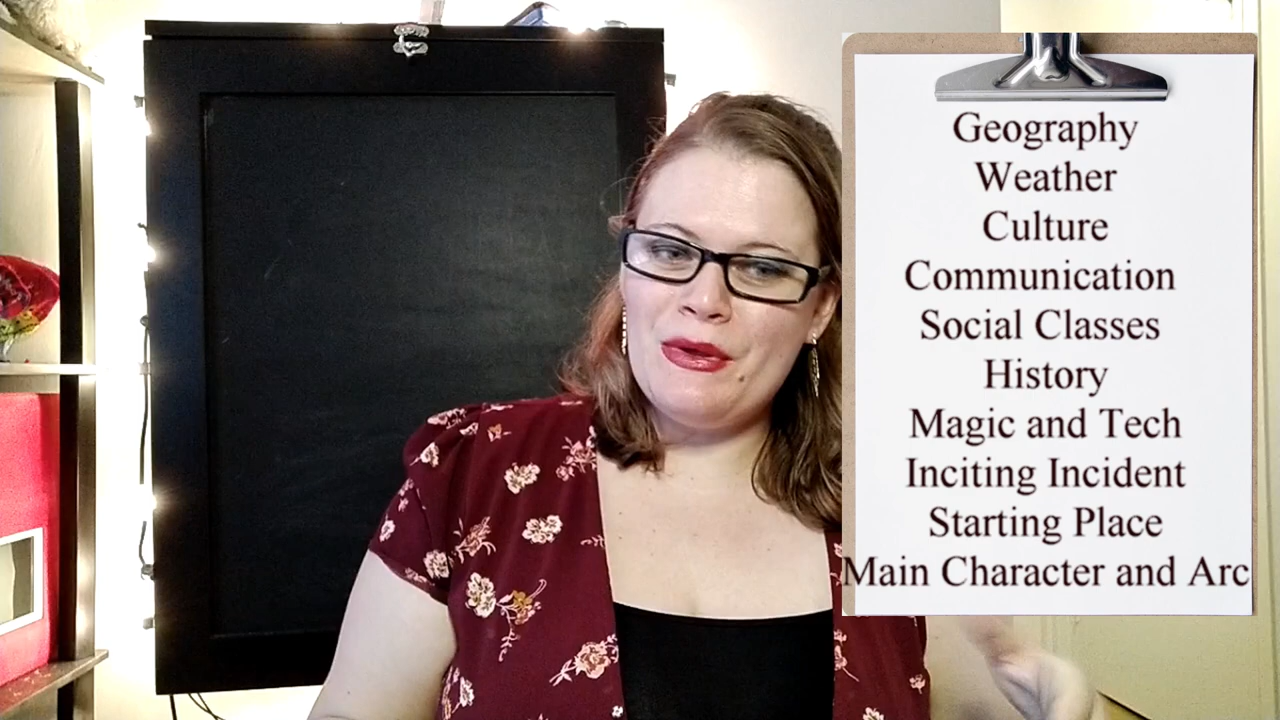 Geography
Weather
Culture
Communication
Social Classes
History
Magic and Tech
Inciting Incident
Starting Place
Main Character and Arc